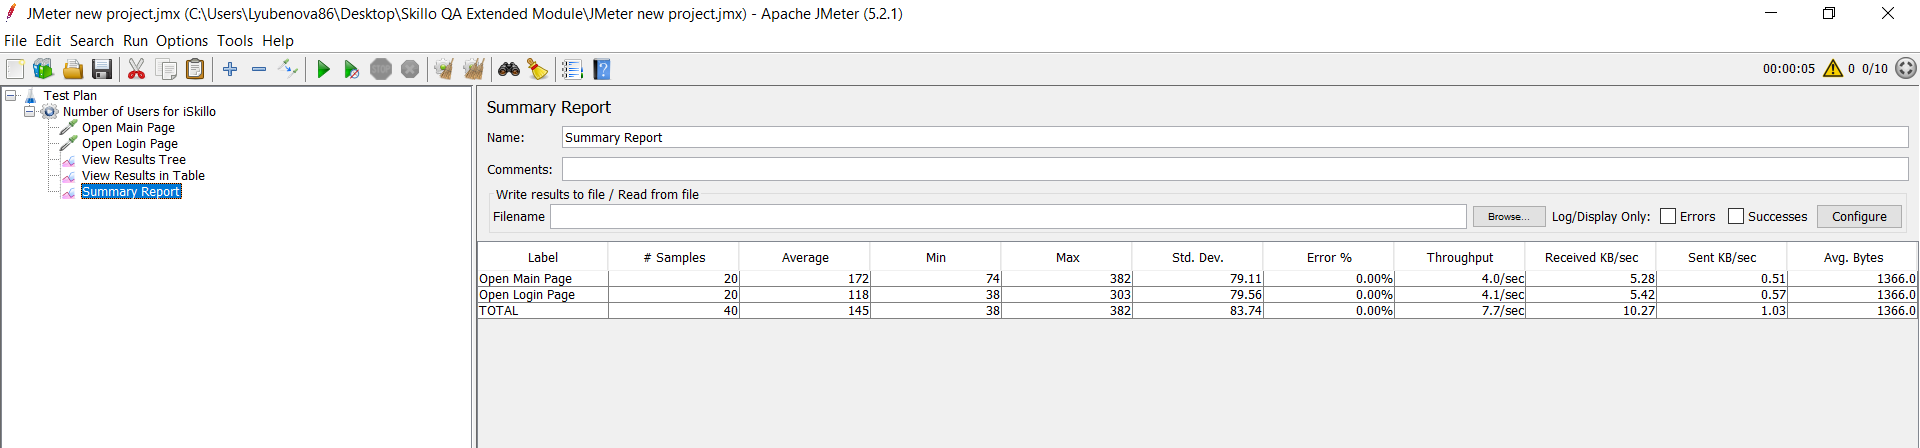 JMeter new project.jmx (C:\Users\Lyubenova86\Desktop\Skillo QA Extended Module\JMeter new project.jmx) - Apache JMeter (5.2.1)
File Edit Search Run Options Tools Help
STOP 00:00:05 0 0/10
Test Plan
Number of Users for iSkillo
Open Main Page
Open Login Page
View Results Tree
View Results in Table
Summary Report
Summary Report
Name: Summary Report
Comments:
Write results to file / Read from file
Filename Browse... Log/Display Only: Errors Successes Configure
Label # Samples Average Min Max Std. Dev. Error % Throughput Received KB/sec Sent KB/sec Avg. Bytes
Open Main Page 20 172 74 382 79.11 0.00% 4.0/sec 5.28 0.51 1366.0
Open Login Page 20 118 38 303 79.56 0.00% 4.1/sec 5.42 0.57 1366.0
TOTAL 40 145 38 382 83.74 0.00% 7.7/sec 10.27 1.03 1366.0